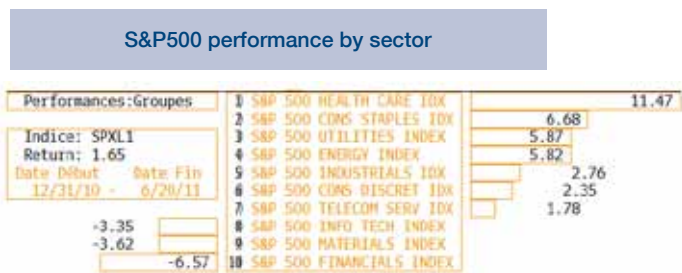 S&P500 performance by sector
Performances:Groupes
Indice: SPXL1
Return: 1.65
Date Début Date Fin
12/31/10 - 6/20/11
1 S&P 500 HEALTH CARE IDX 11.47
2 S&P 500 CONS STAPLES IDX 6.68
3 S&P 500 UTILITIES INDEX 5.87
4 S&P 500 ENERGY INDEX 5.82
5 S&P 500 INDUSTRIALS IDX 2.76
6 S&P 500 CONS DISCRET IDX 2.35
7 S&P 500 TELECOM SERV IDX 1.78
-3.35 8 S&P 500 INFO TECH INDEX
-3.62 9 S&P 500 MATERIALS INDEX
-6.57 10 S&P 500 FINANCIALS INDEX